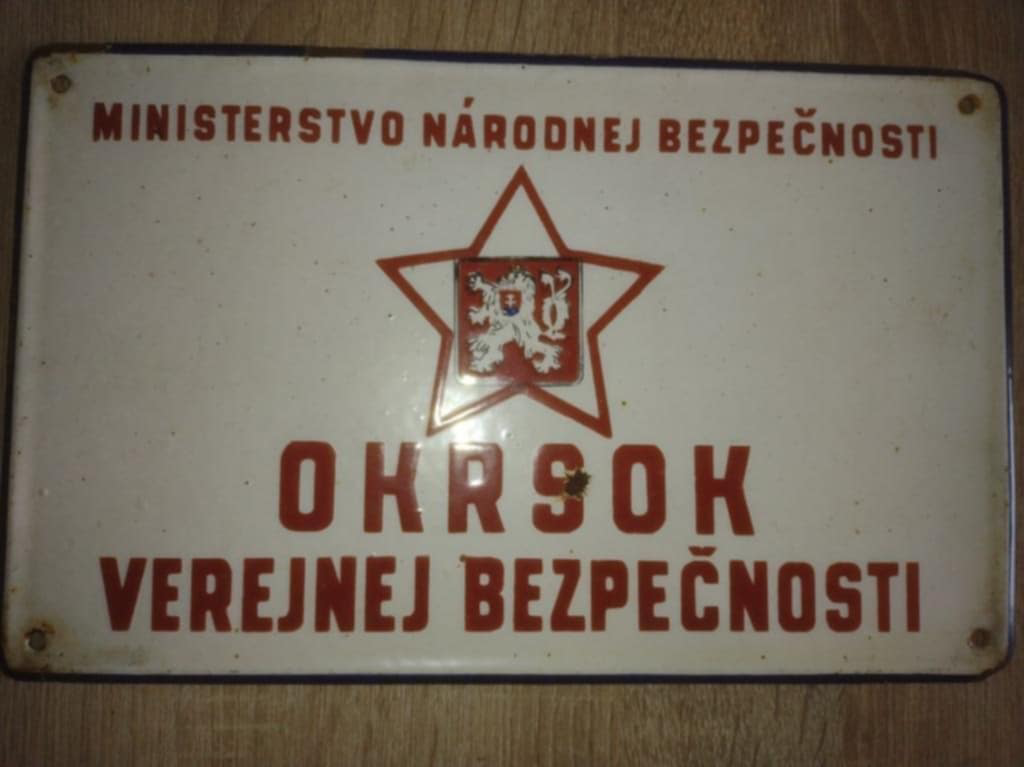 MINISTERSTVO NÁRODNEJ BEZPEČNOSTI
OKRSOK
VEREJNEJ BEZPEČNOSTI